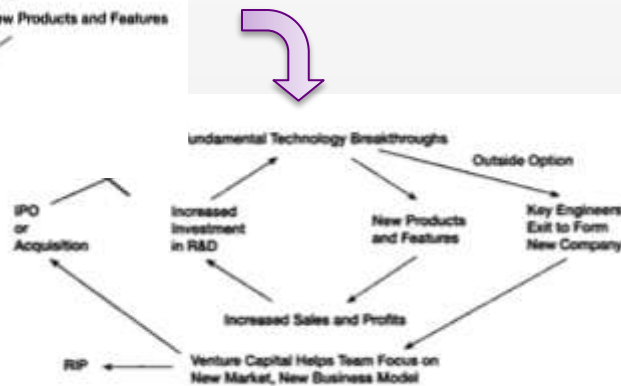 ew Products and Features
undamental Technology Breakthroughs
Outside Option
IPO
or
Acquisition
Increased
Investment
in R&D
New Products
and Features
Key Engineers
Exit to Form
New Company
Increased Sales and Profits
RIP
Venture Capital Helps Team Focus on
New Market, New Business Model